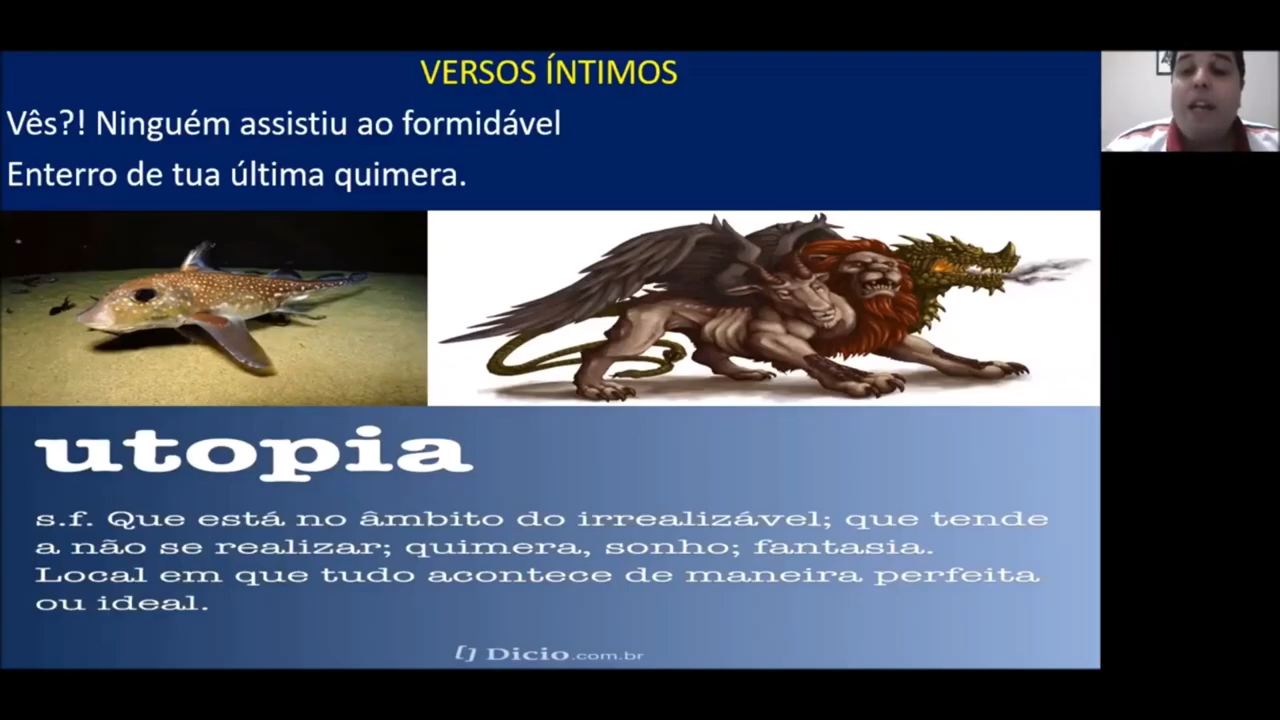 VERSOS ÍNTIMOS
Vês?! Ninguém assistiu ao formidável
Enterro de tua última quimera.
utopia
s.f. Que está no âmbito do irrealizável; que tende
a não se realizar; quimera, sonho; fantasia.
Local em que tudo acontece de maneira perfeita
ou ideal.
[,] Dicio.com.br